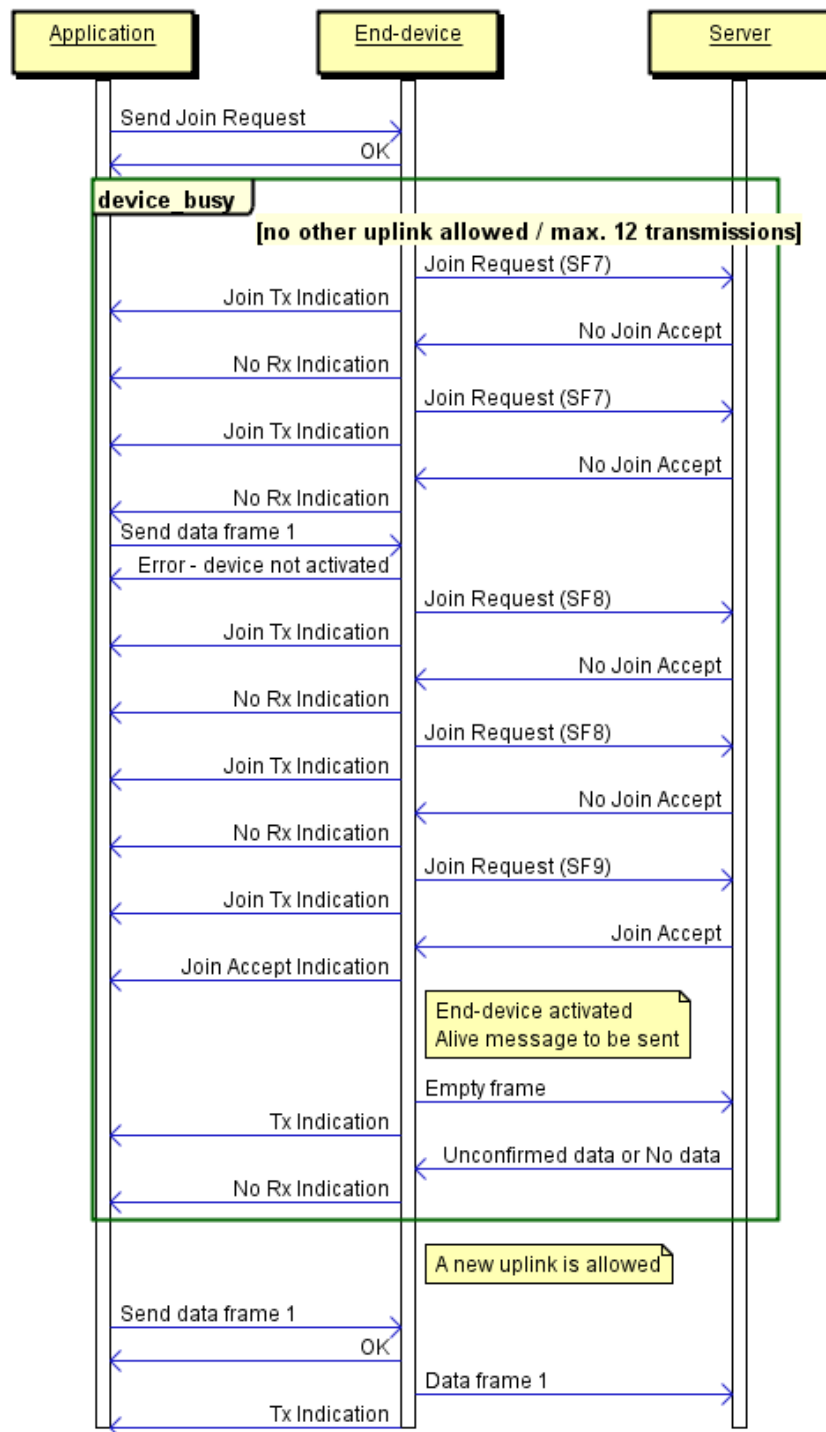 Application
End-device
Server
Send Join Request
OK
device_busy
[no other uplink allowed / max. 12 transmissions]
Join Request (SF7)
Join Tx Indication
No Join Accept
No Rx Indication
Join Request (SF7)
Join Tx Indication
No Join Accept
No Rx Indication
Send data frame 1
Error - device not activated
Join Request (SF8)
Join Tx Indication
No Join Accept
No Rx Indication
Join Request (SF8)
Join Tx Indication
No Join Accept
No Rx Indication
Join Request (SF9)
Join Tx Indication
Join Accept
Join Accept Indication
End-device activated
Alive message to be sent
Empty frame
Tx Indication
Unconfirmed data or No data
No Rx Indication
A new uplink is allowed
Send data frame 1
OK
Data frame 1
Tx Indication